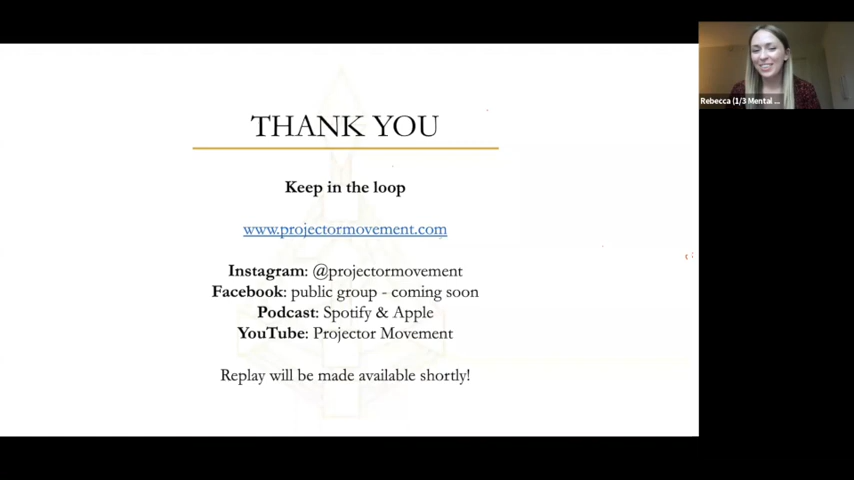 THANK YOU
Keep in the loop
www.projectormovement.com
Instagram: @projectormovement
Facebook: public group - coming soon
Podcast: Spotify & Apple
YouTube: Projector Movement
Replay will be made available shortly!
Rebecca (1/3 Mental ...